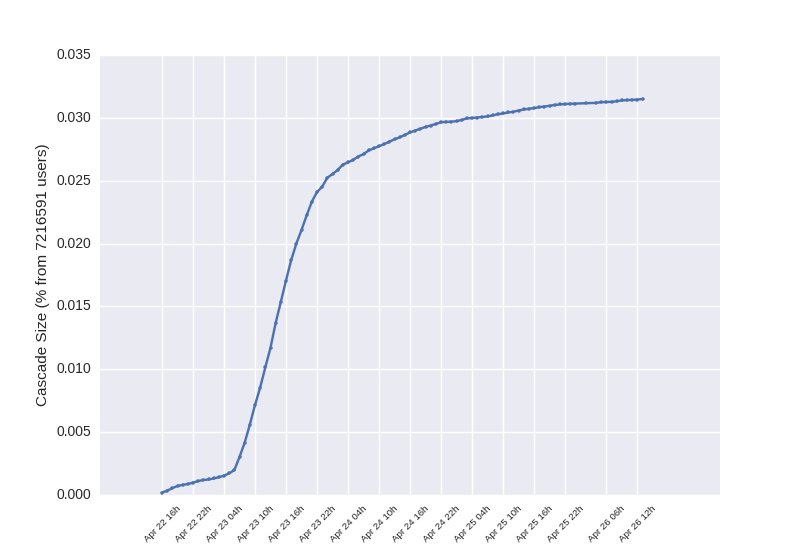 0.035
0.030
0.025
0.020
0.015
0.010
0.005
0.000
Cascade Size (% from 7216591 users)
Apr 22 16h
Apr 22 22h
Apr 23 04h
Apr 23 10h
Apr 23 16h
Apr 23 22h
Apr 24 04h
Apr 24 10h
Apr 24 16h
Apr 24 22h
Apr 25 04h
Apr 25 10h
Apr 25 16h
Apr 25 22h
Apr 26 06h
Apr 26 12h